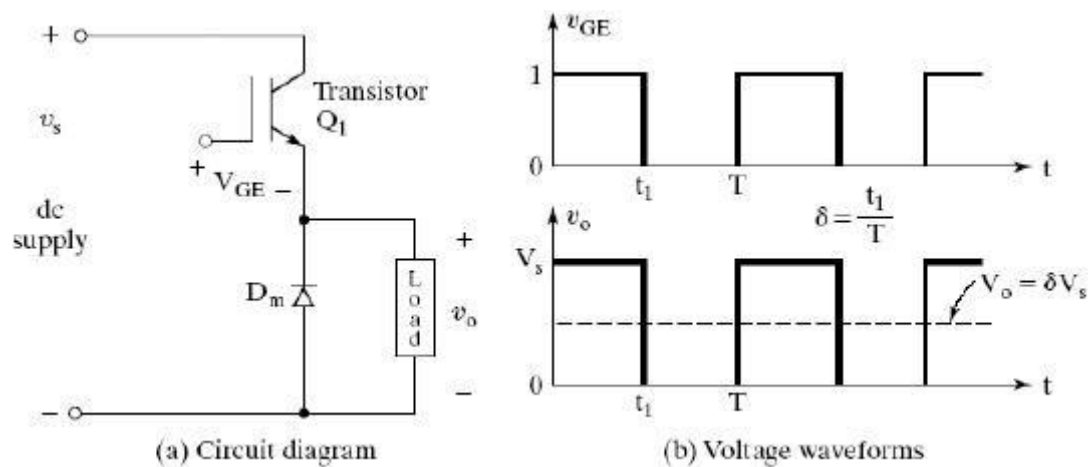 +
Transistor
Q1
vs
+ VGE −
dc
supply
Dm
Load
+
vo
−
−
(a) Circuit diagram
vGE
1
0
t1 T t
δ = t1/T
vo
Vs
Vo = δVs
0
t1 T t
(b) Voltage waveforms